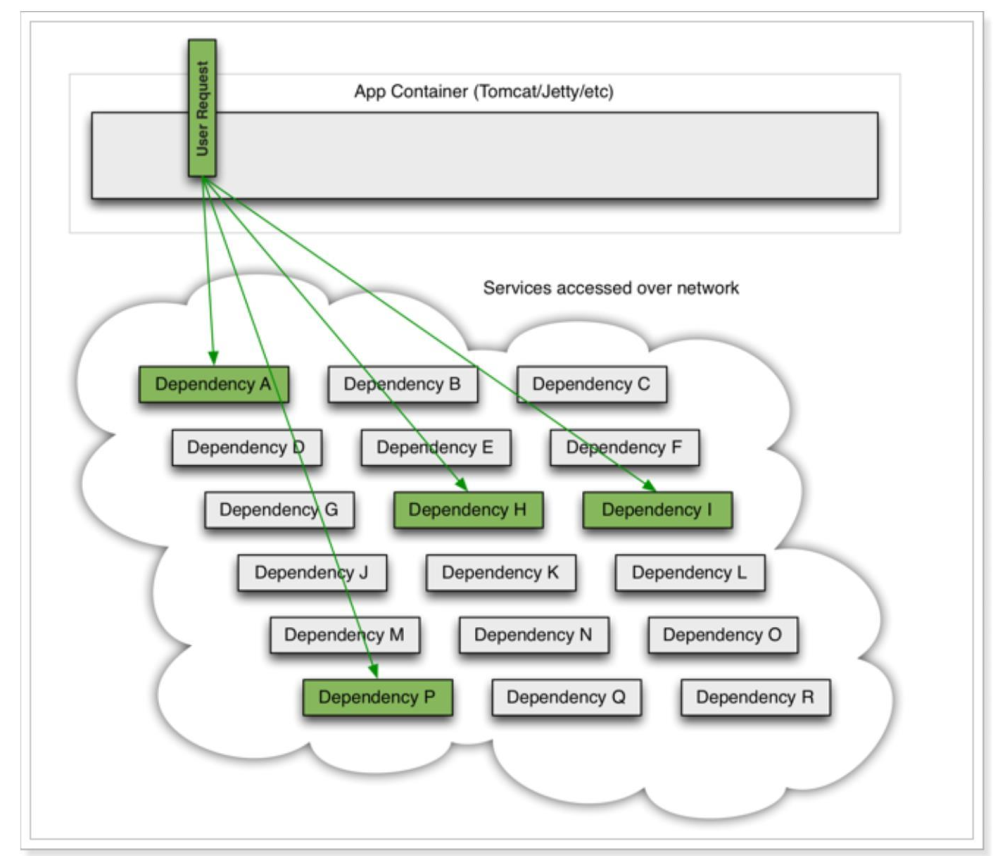 User Request
App Container (Tomcat/Jetty/etc)
Services accessed over network
Dependency A
Dependency B
Dependency C
Dependency D
Dependency E
Dependency F
Dependency G
Dependency H
Dependency I
Dependency J
Dependency K
Dependency L
Dependency M
Dependency N
Dependency O
Dependency P
Dependency Q
Dependency R